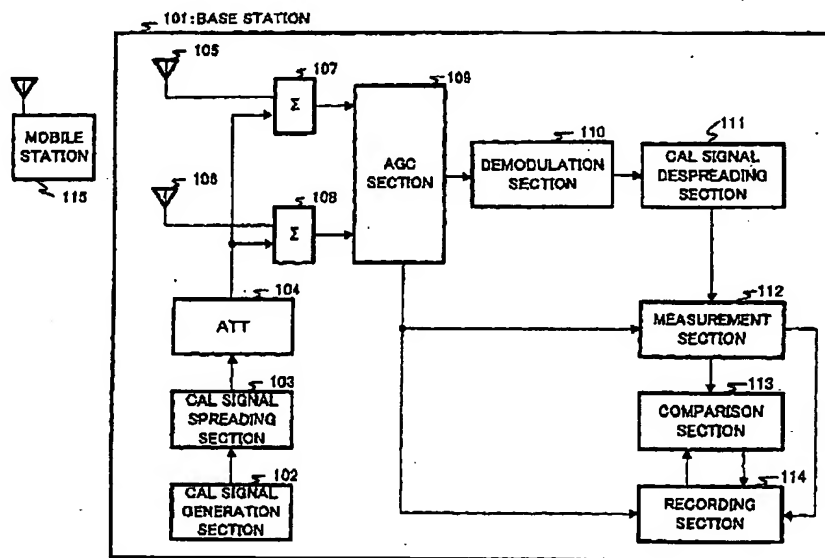 101:BASE STATION
105
107
Σ
109
AGC
SECTION
110
DEMODULATION
SECTION
111
CAL SIGNAL
DESPREADING
SECTION
MOBILE
STATION
115
106
108
Σ
104
ATT
103
CAL SIGNAL
SPREADING
SECTION
102
CAL SIGNAL
GENERATION
SECTION
112
MEASUREMENT
SECTION
113
COMPARISON
SECTION
114
RECORDING
SECTION